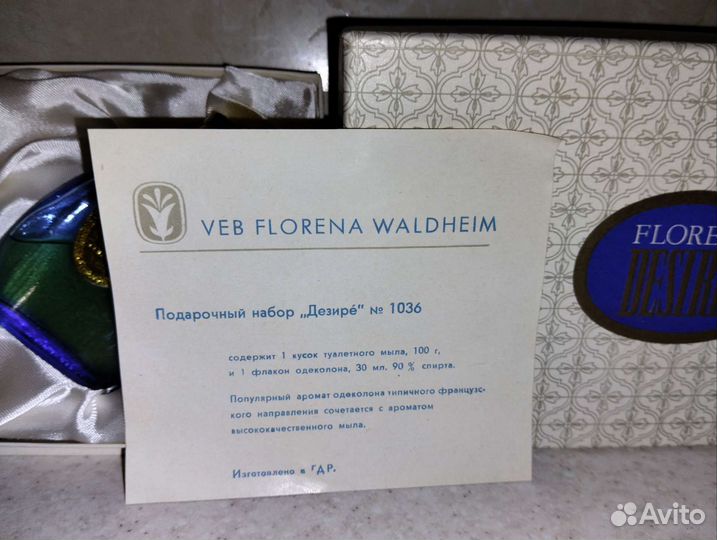 VEB FLORENA WALDHEIM
Подарочный набор „Дезирé" № 1036
содержит 1 кусок туалетного мыла, 100 г,
и 1 флакон одеколона, 30 мл. 90 % спирта.
Популярный аромат одеколона типичного французс-
кого направления сочетается с ароматом
высококачественного мыла.
Изготовлено в ГДР.
FLORE
DESIR
Avito